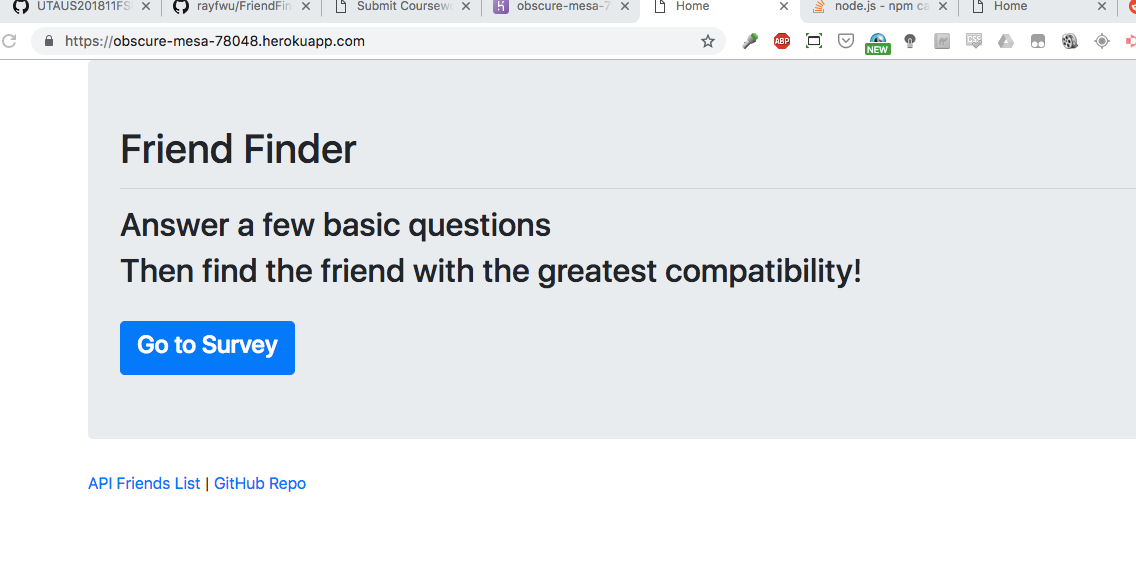 UTAUS201811FS
rayfwu/FriendFin
Submit Coursew
obscure-mesa-7
Home
node.js - npm ca
Home
https://obscure-mesa-78048.herokuapp.com
ABP
NEW
CSF
Friend Finder
Answer a few basic questions
Then find the friend with the greatest compatibility!
Go to Survey
API Friends List | GitHub Repo